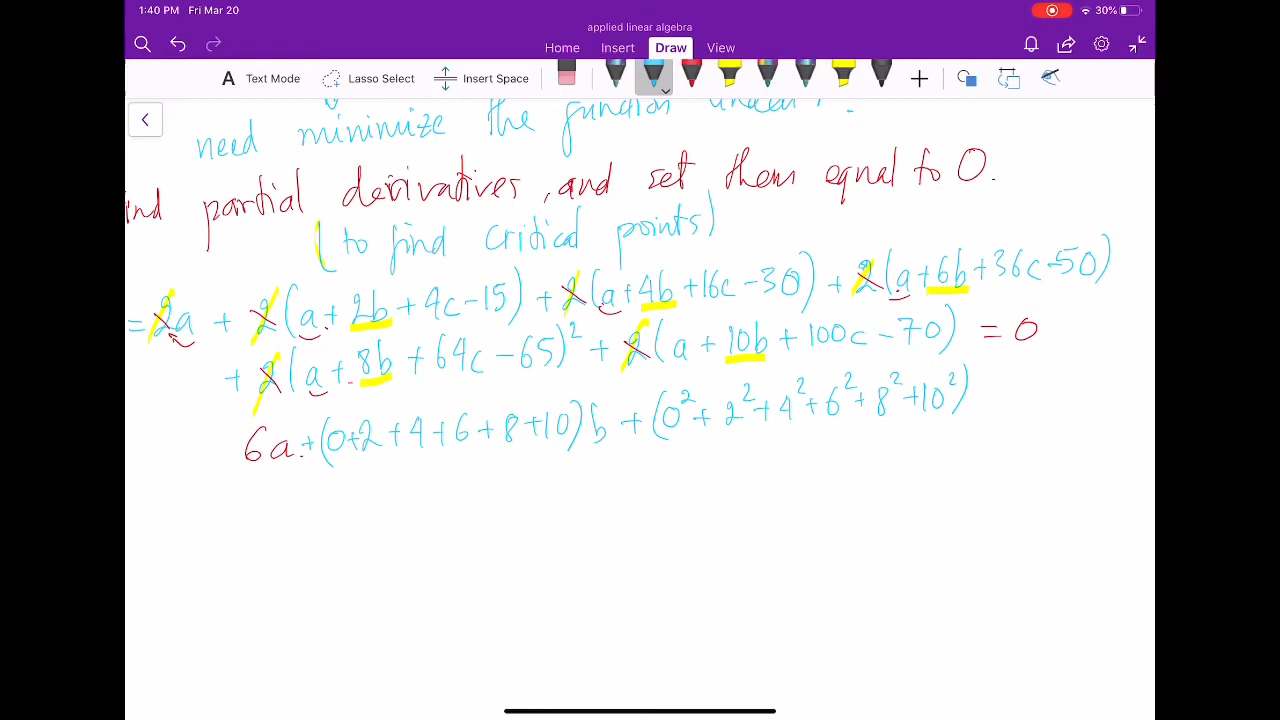 1:40 PM Fri Mar 20
30%
applied linear algebra
Home Insert Draw View
Text Mode Lasso Select Insert Space
need minimize the function
ind partial derivatives, and set them equal to 0.
(to find critical points)
= 2a + 2(a + 2b + 4c - 15) + 2(a + 4b + 16c - 30) + 2(a + 6b + 36c - 50)
+ 2(a + 8b + 64c - 65)² + 2(a + 10b + 100c - 70) = 0
6a + (0+2+4+6+8+10)b + (0² + 2² + 4² + 6² + 8² + 10²)